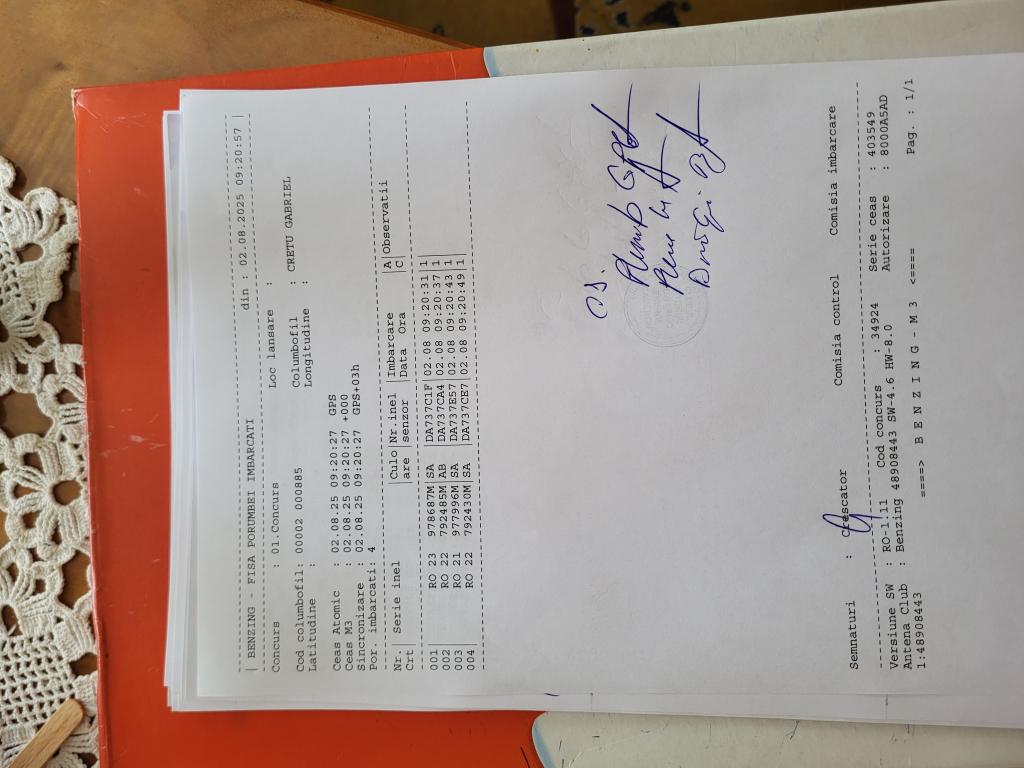 | BENZING - FISA PORUMBEI IMBARCATI din : 02.08.2025 09:20:57 |
Concurs : 01.Concurs Loc lansare :
Cod columbofil: 00002 000885 Columbofil : CRETU GABRIEL
Latitudine : Longitudine :
Ceas Atomic : 02.08.25 09:20:27 GPS
Ceas M3 : 02.08.25 09:20:27 +000
Sincronizare : 02.08.25 09:20:27 GPS+03h
Por. imbarcati: 4
Nr.| Serie inel |Culo|Nr.inel |Imbarcare |A|Observatii
Crt| |are |senzor |Data Ora |C|
001| RO 23 978687M|SA |DA737C1F|02.08 09:20:31|1|
002| RO 22 792485M|AB |DA737CA4|02.08 09:20:37|1|
003| RO 21 977996M|SA |DA737E57|02.08 09:20:43|1|
004| RO 22 792430M|SA |DA737CE7|02.08 09:20:49|1|
Semnaturi : Crescator Comisia control Comisia imbarcare
Versiune SW : RO-1.11 Cod concurs : 34924 Serie ceas : 403549
Antena Club : Benzing 48908443 SW-4.6 HW-8.0 Autorizare : 8000A5AD
1:48908443
====> B E N Z I N G - M 3 <==== Pag. : 1/1